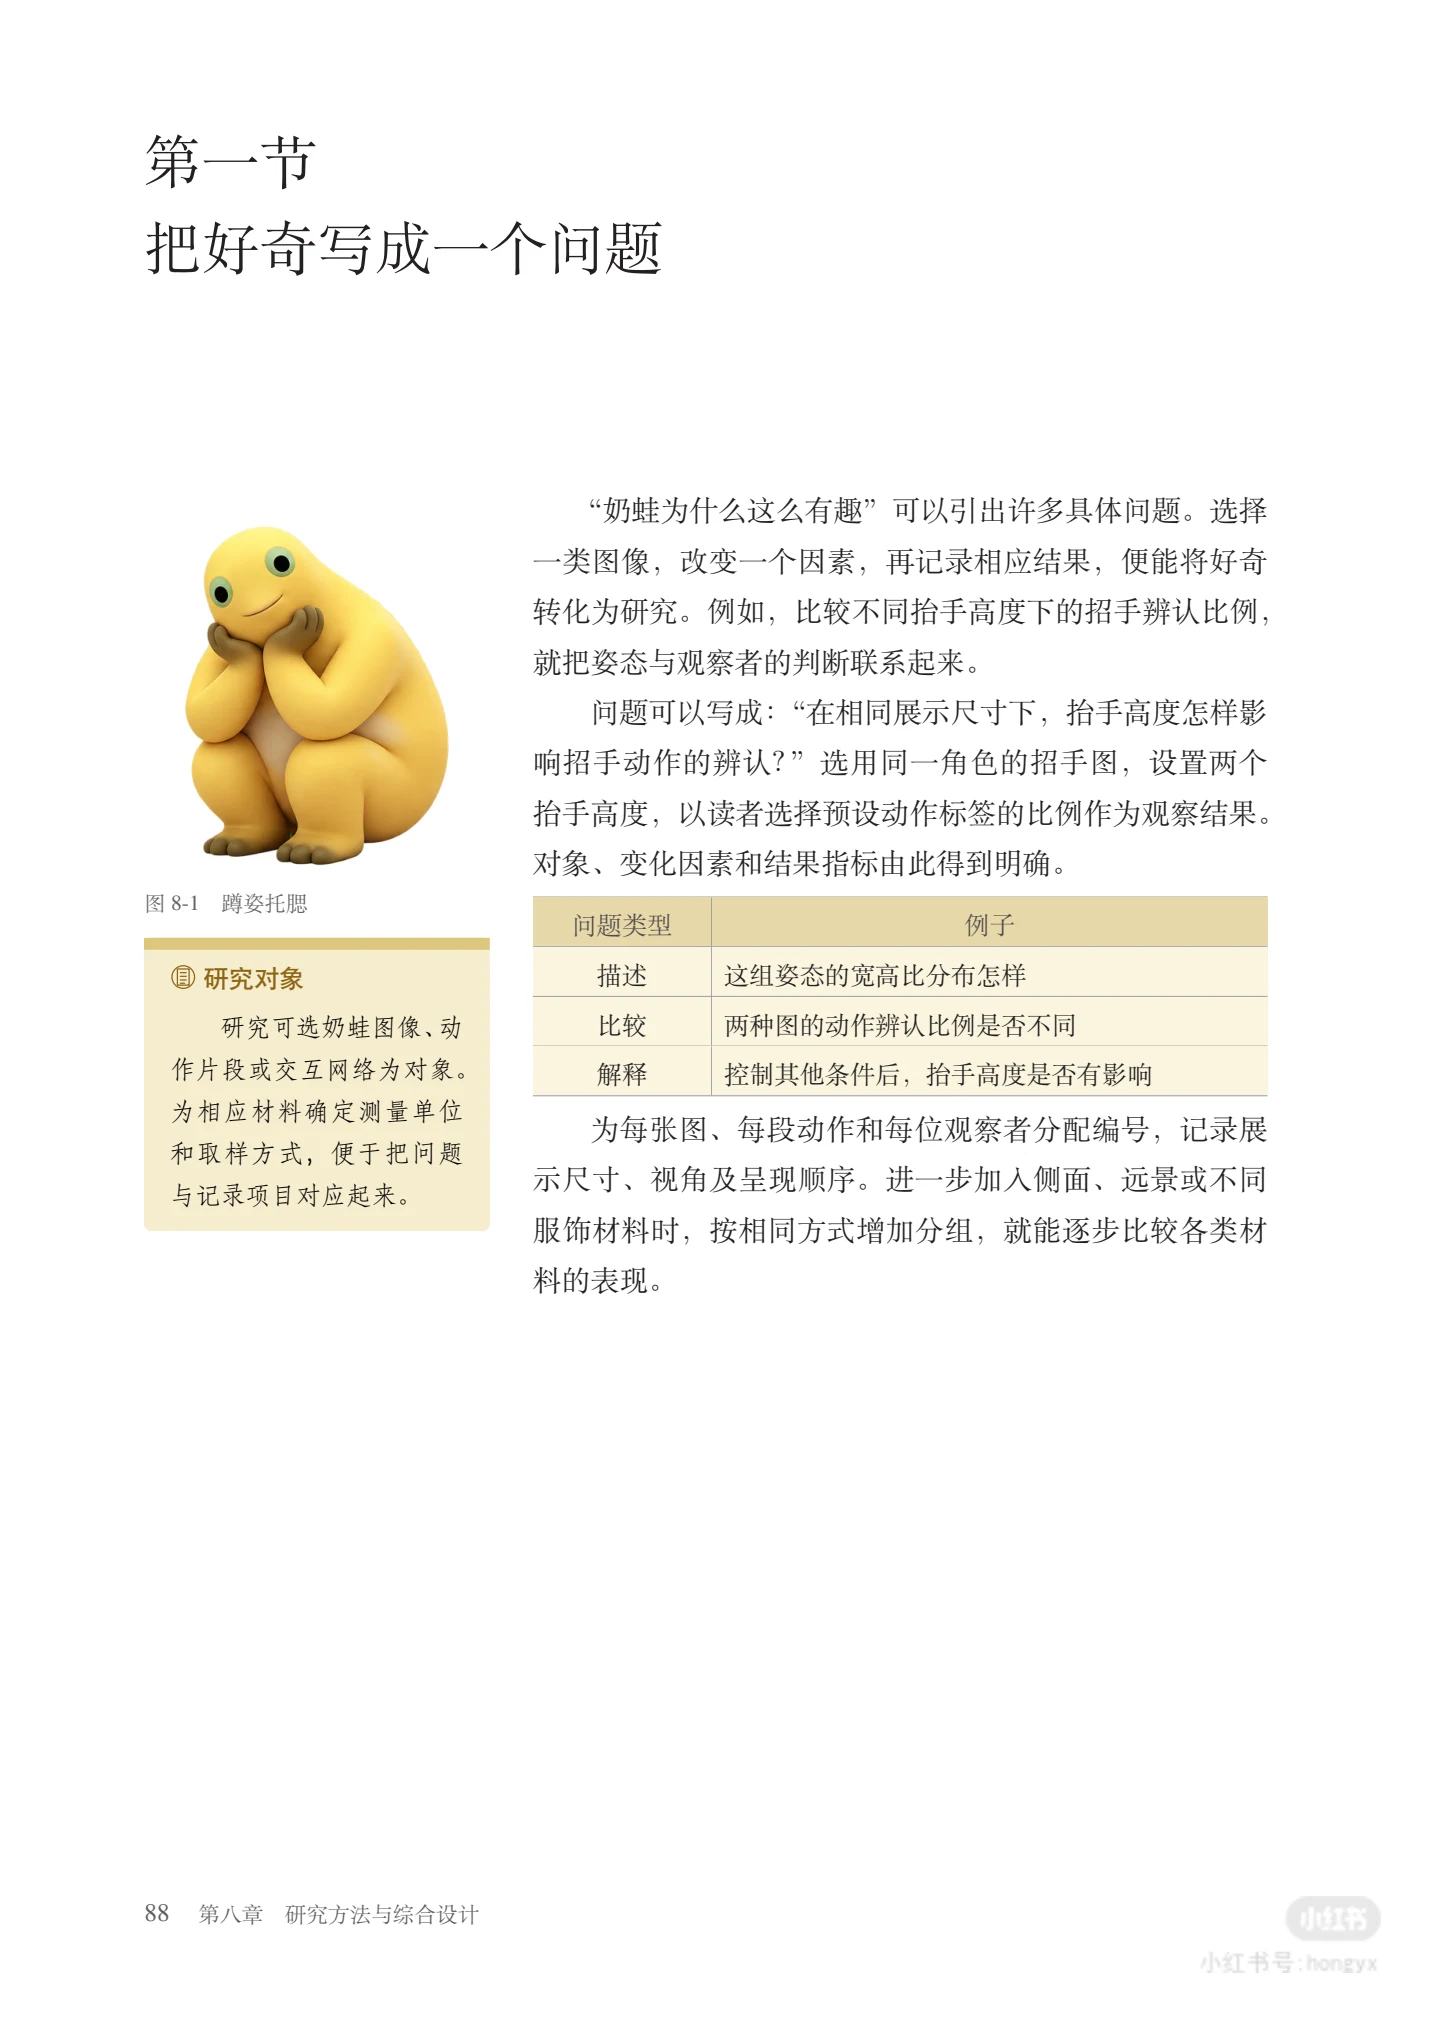 第一节
把好奇写成一个问题
“奶蛙为什么这么有趣”可以引出许多具体问题。选择
一类图像，改变一个因素，再记录相应结果，便能将好奇
转化为研究。例如，比较不同抬手高度下的招手辨认比例，
就把姿态与观察者的判断联系起来。
问题可以写成：“在相同展示尺寸下，抬手高度怎样影
响招手动作的辨认？”选用同一角色的招手图，设置两个
抬手高度，以读者选择预设动作标签的比例作为观察结果。
对象、变化因素和结果指标由此得到明确。
图 8-1 蹲姿托腮
研究对象
研究可选奶蛙图像、动
作片段或交互网络为对象。
为相应材料确定测量单位
和取样方式，便于把问题
与记录项目对应起来。
问题类型 例子
描述 这组姿态的宽高比分布怎样
比较 两种图的动作辨认比例是否不同
解释 控制其他条件后，抬手高度是否有影响
为每张图、每段动作和每位观察者分配编号，记录展
示尺寸、视角及呈现顺序。进一步加入侧面、远景或不同
服饰材料时，按相同方式增加分组，就能逐步比较各类材
料的表现。
88 第八章 研究方法与综合设计
小红书
小红书号:hongyx